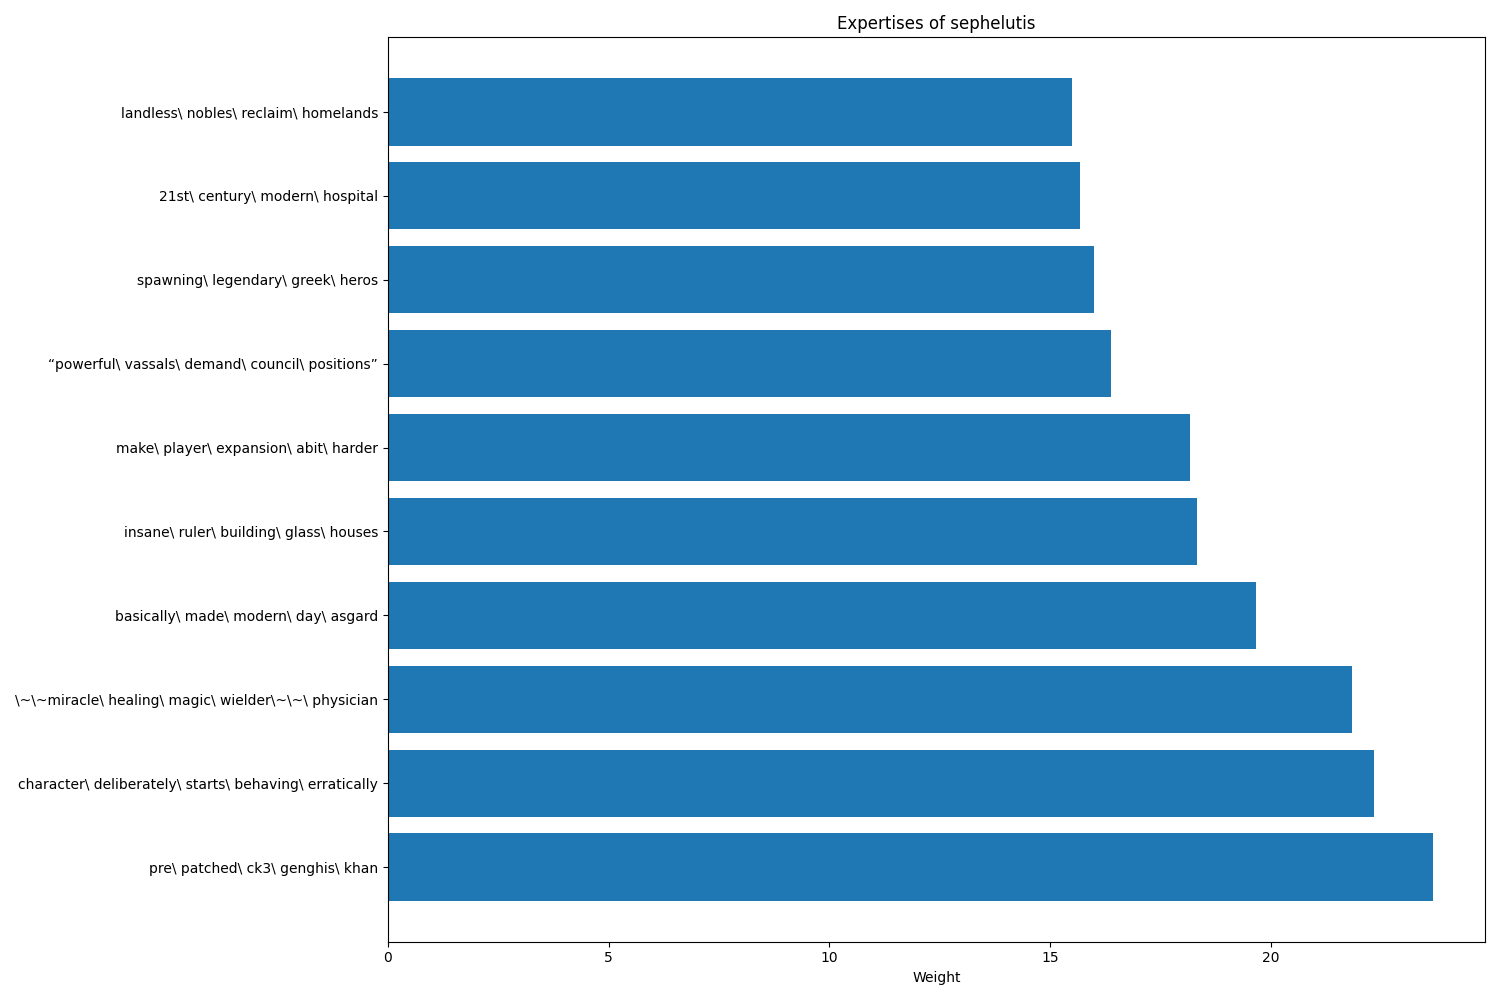 Expertises of sephelutis
landless\ nobles\ reclaim\ homelands
21st\ century\ modern\ hospital
spawning\ legendary\ greek\ heros
“powerful\ vassals\ demand\ council\ positions”
make\ player\ expansion\ abit\ harder
insane\ ruler\ building\ glass\ houses
basically\ made\ modern\ day\ asgard
\~\~miracle\ healing\ magic\ wielder\~\~\ physician
character\ deliberately\ starts\ behaving\ erratically
pre\ patched\ ck3\ genghis\ khan
0 5 10 15 20
Weight